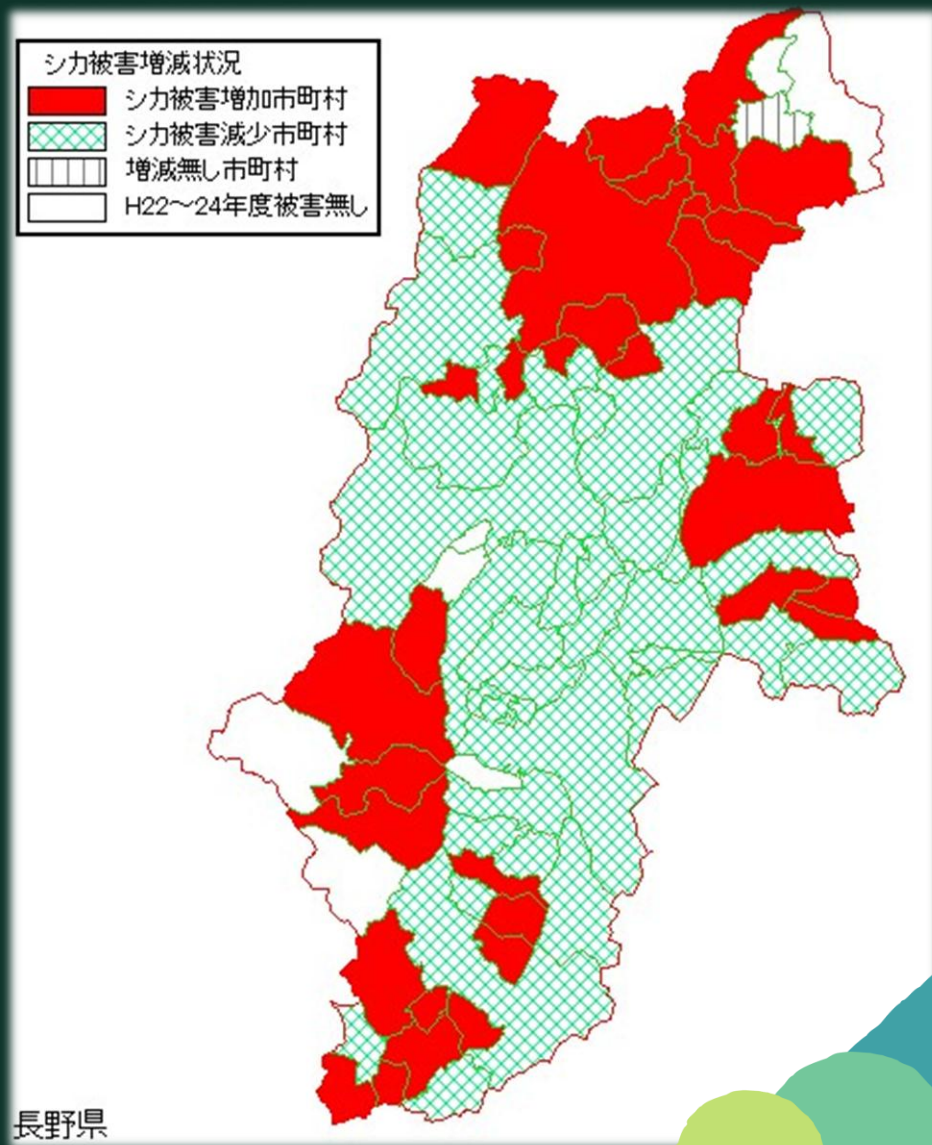 シカ被害増減状況
シカ被害増加市町村
シカ被害減少市町村
増減無し市町村
H22～24年度被害無し
長野県